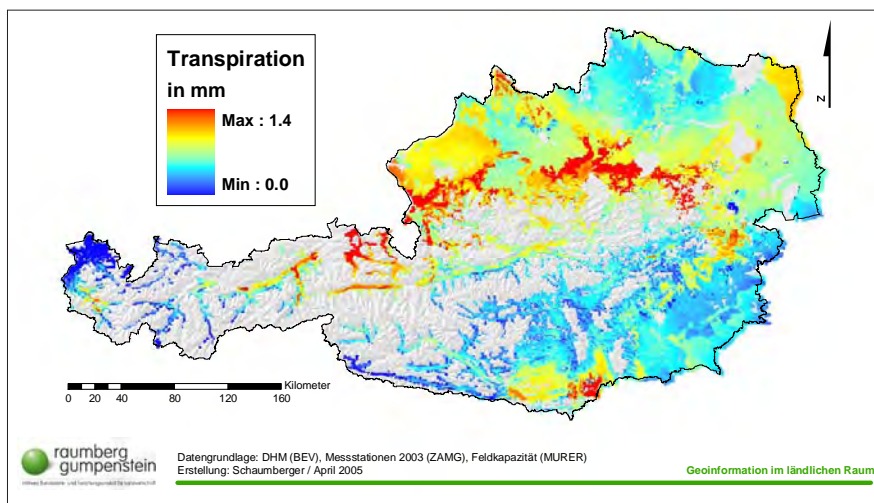 Transpiration
in mm
Max : 1.4
Min : 0.0
N
Kilometer
0 20 40 80 120 160
raumberg
gumpenstein
Datengrundlage: DHM (BEV), Messstationen 2003 (ZAMG), Feldkapazität (MURER)
Erstellung: Schaumberger / April 2005
Geoinformation im ländlichen Raum